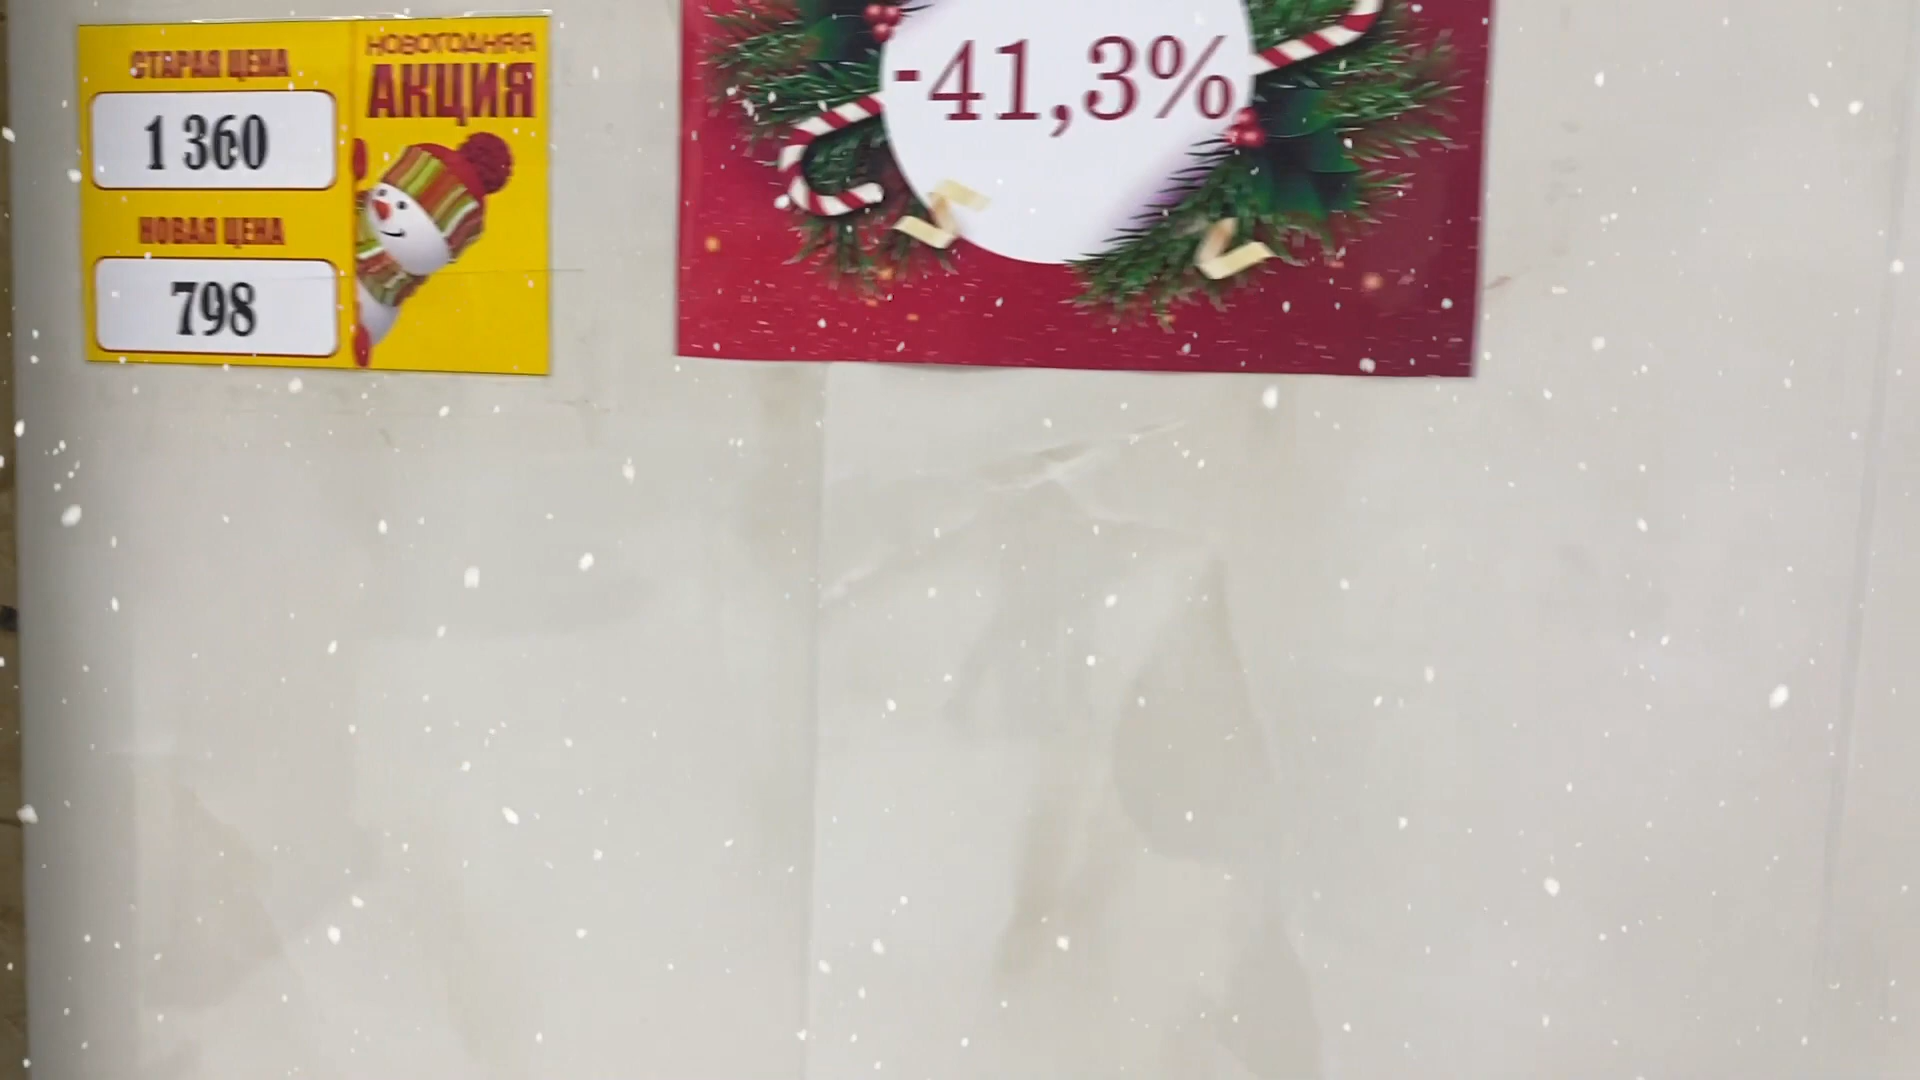 СТАРАЯ ЦЕНА
1 360
НОВАЯ ЦЕНА
798
НОВОГОДНЯЯ
АКЦИЯ
-41,3%